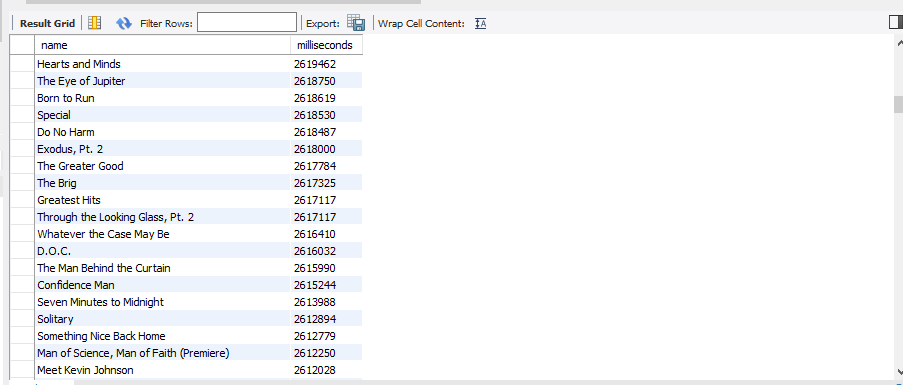 Result Grid Filter Rows: Export: Wrap Cell Content:
name milliseconds
Hearts and Minds 2619462
The Eye of Jupiter 2618750
Born to Run 2618619
Special 2618530
Do No Harm 2618487
Exodus, Pt. 2 2618000
The Greater Good 2617784
The Brig 2617325
Greatest Hits 2617117
Through the Looking Glass, Pt. 2 2617117
Whatever the Case May Be 2616410
D.O.C. 2616032
The Man Behind the Curtain 2615990
Confidence Man 2615244
Seven Minutes to Midnight 2613988
Solitary 2612894
Something Nice Back Home 2612779
Man of Science, Man of Faith (Premiere) 2612250
Meet Kevin Johnson 2612028